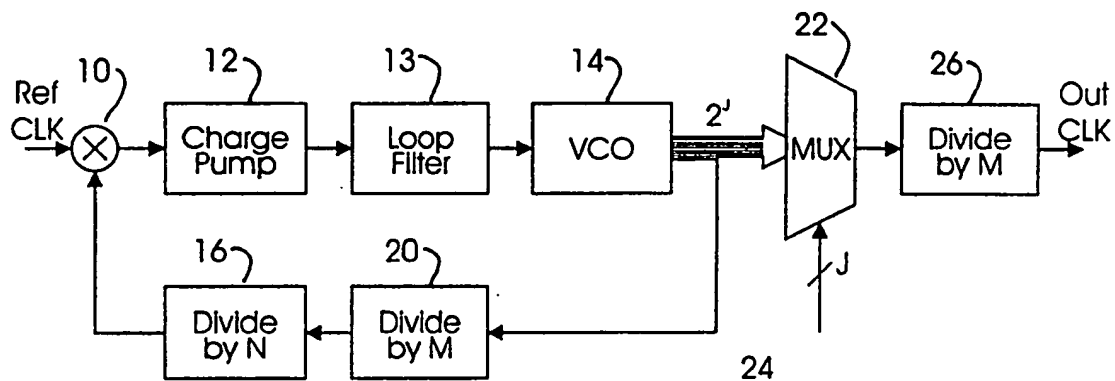 10
12
13
14
22
26
Ref
CLK
Charge
Pump
Loop
Filter
VCO
2^J
MUX
Divide
by M
Out
CLK
16
20
J
Divide
by N
Divide
by M
24